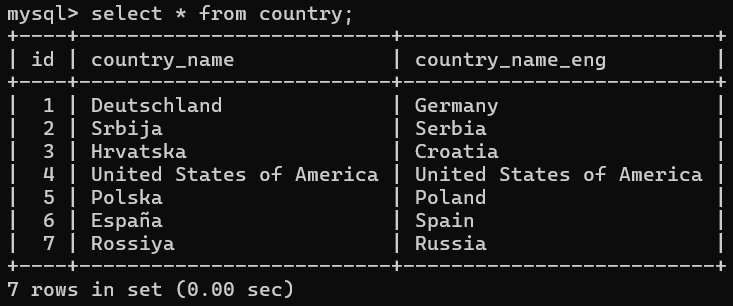 mysql> select * from country;
+----+--------------------------+--------------------------+
| id | country_name             | country_name_eng         |
+----+--------------------------+--------------------------+
|  1 | Deutschland              | Germany                  |
|  2 | Srbija                   | Serbia                   |
|  3 | Hrvatska                 | Croatia                  |
|  4 | United States of America | United States of America |
|  5 | Polska                   | Poland                   |
|  6 | España                   | Spain                    |
|  7 | Rossiya                  | Russia                   |
+----+--------------------------+--------------------------+
7 rows in set (0.00 sec)